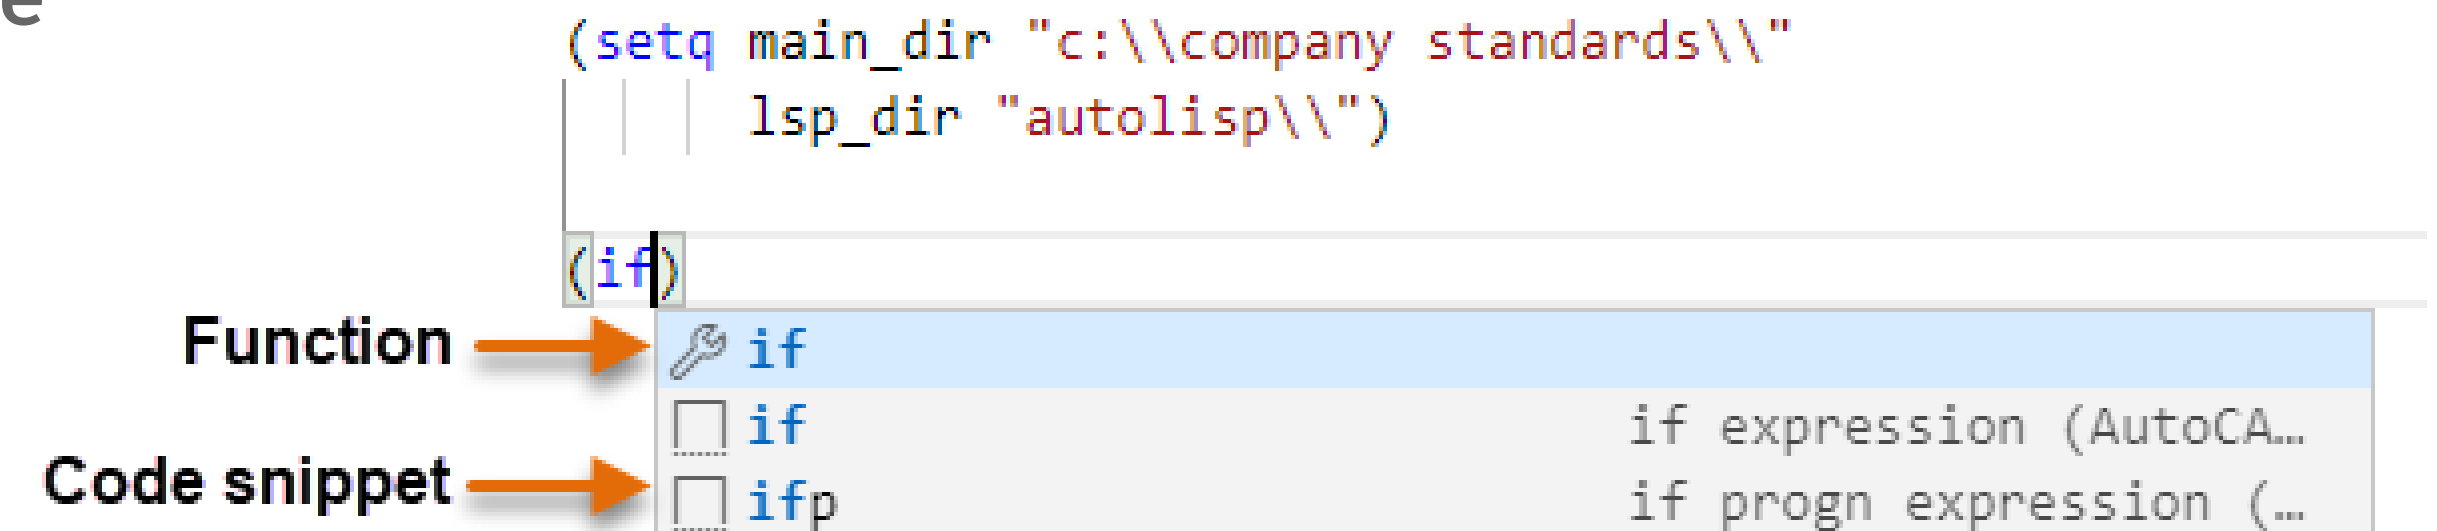 e
(setq main_dir "c:\\company standards\\"
lsp_dir "autolisp\\")
(if)
Function
if
if if expression (AutoCA…
Code snippet
ifp if progn expression (…